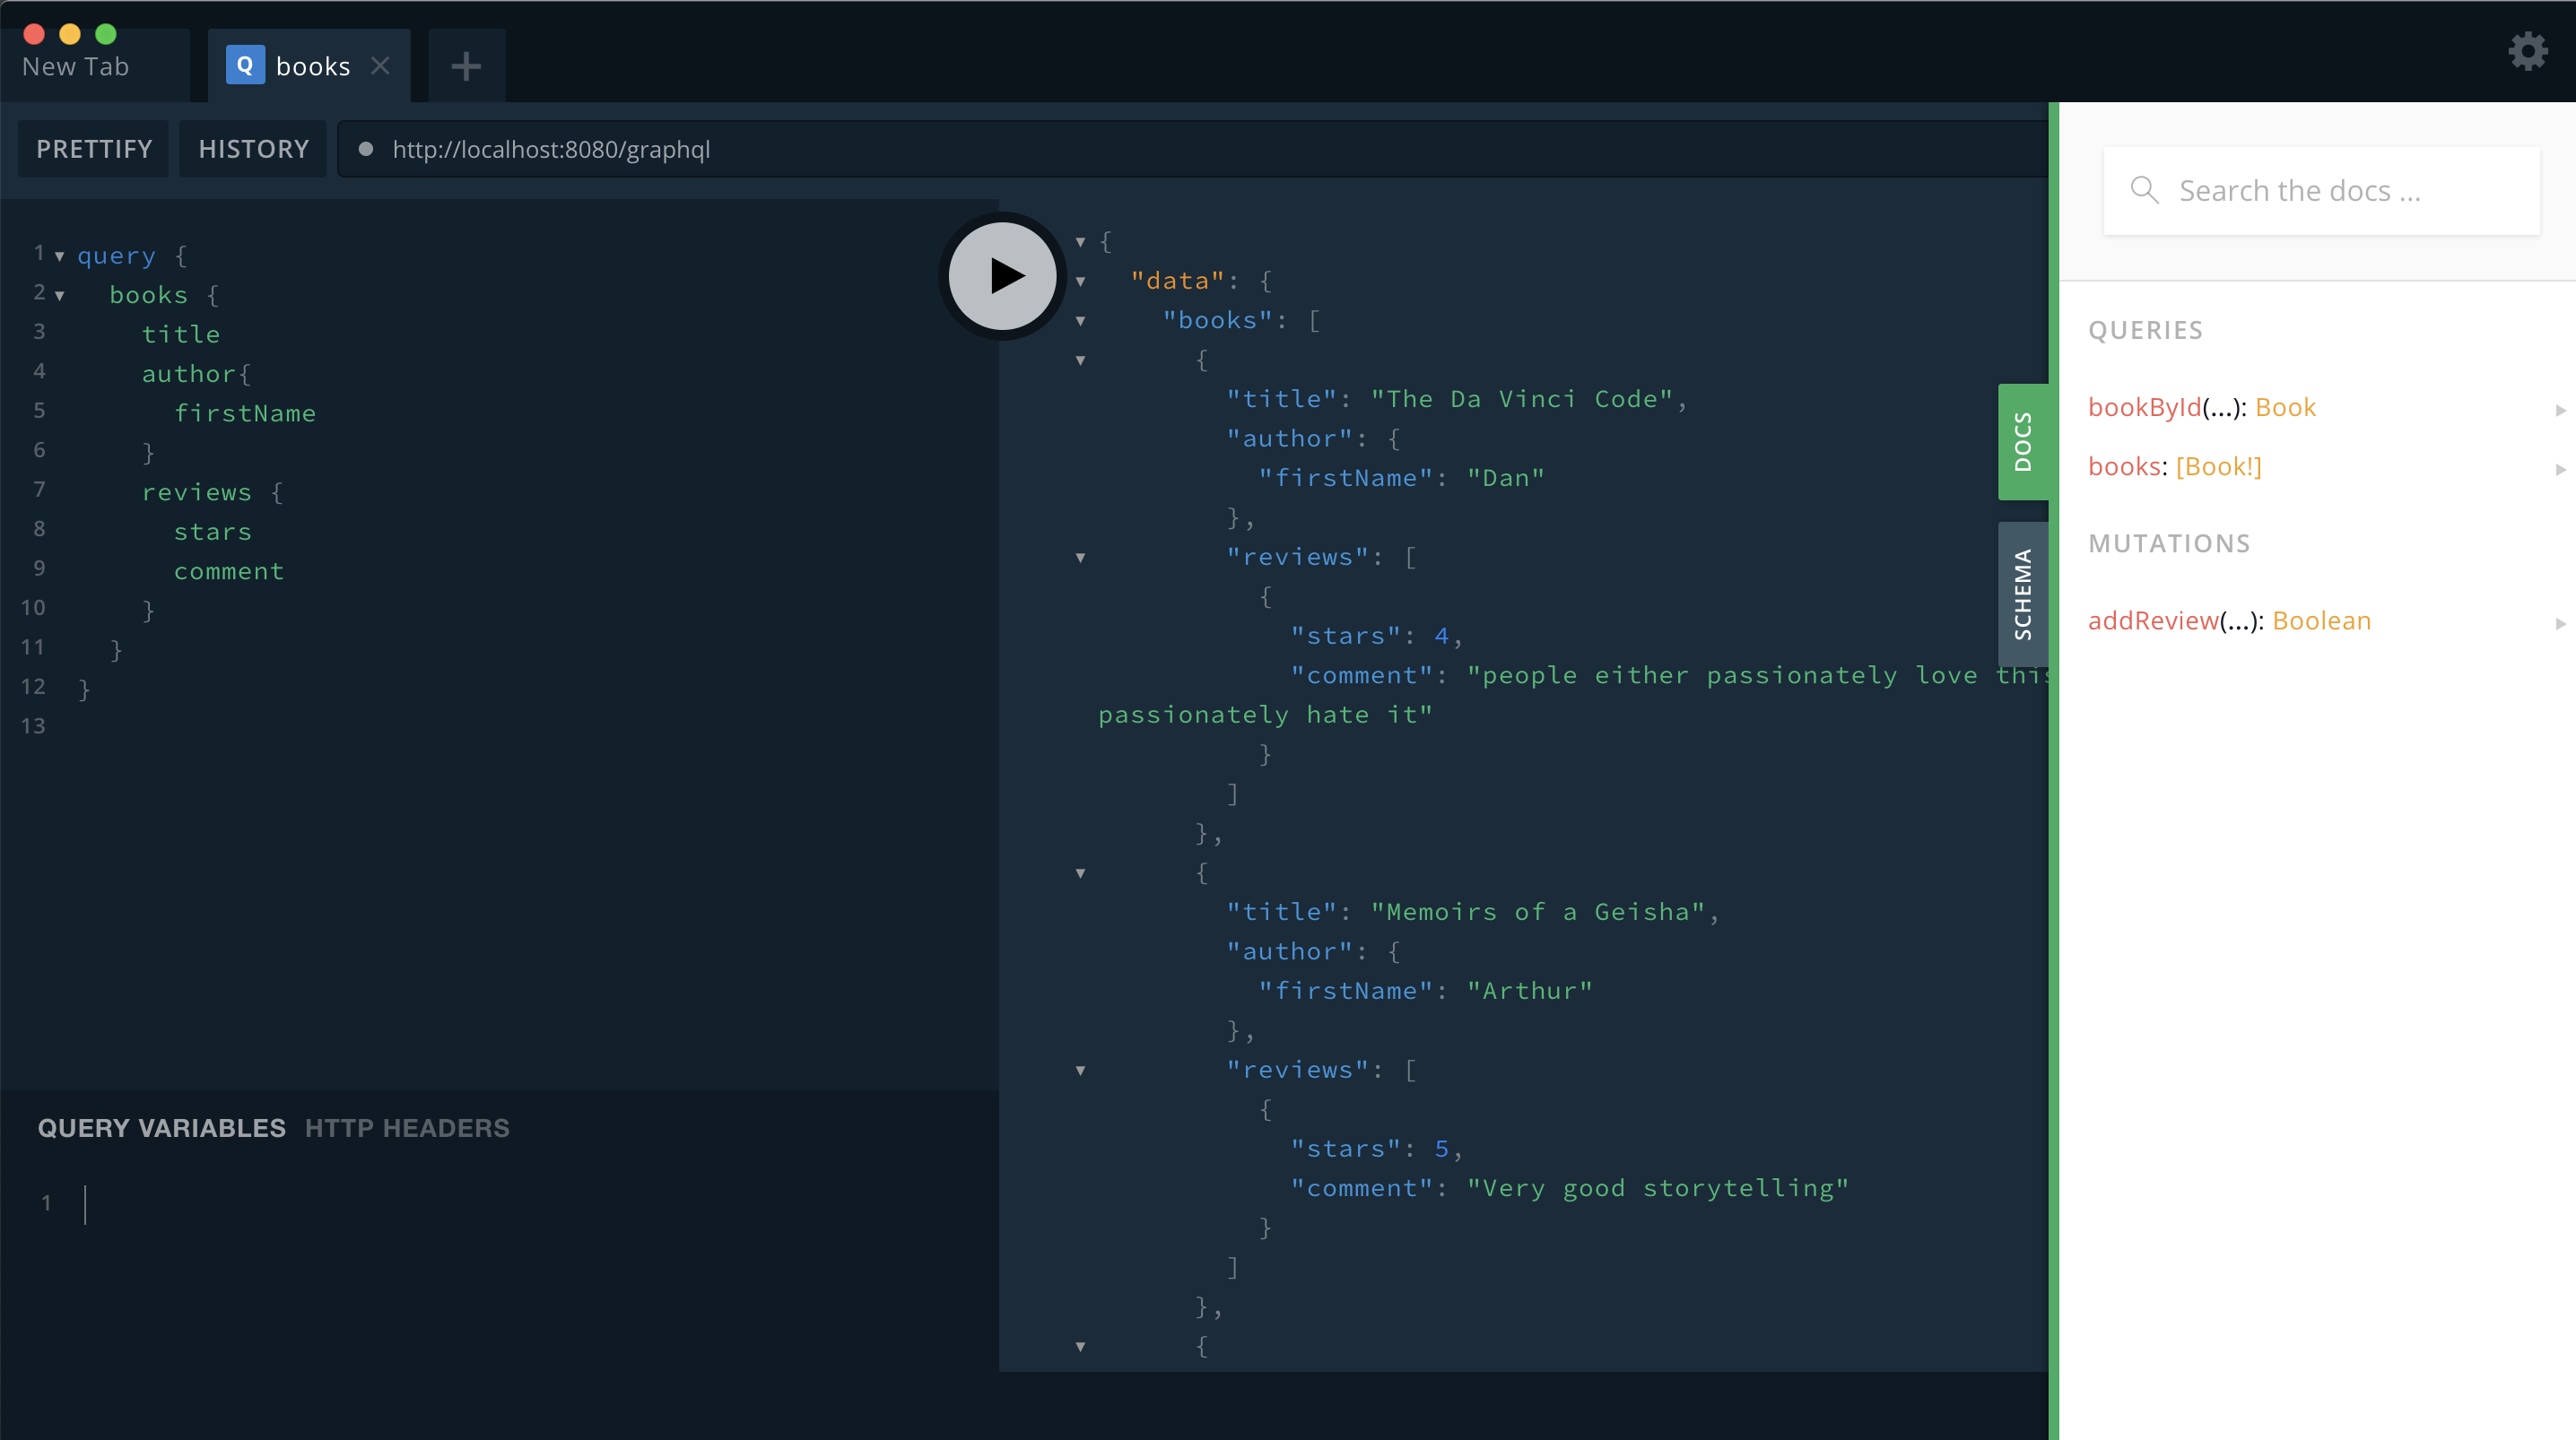 New Tab
Q books
PRETTIFY HISTORY http://localhost:8080/graphql
1 query {
2 books {
3 title
4 author{
5 firstName
6 }
7 reviews {
8 stars
9 comment
10 }
11 }
12 }
13
QUERY VARIABLES HTTP HEADERS
1
{
"data": {
"books": [
{
"title": "The Da Vinci Code",
"author": {
"firstName": "Dan"
},
"reviews": [
{
"stars": 4,
"comment": "people either passionately love this
passionately hate it"
}
]
},
{
"title": "Memoirs of a Geisha",
"author": {
"firstName": "Arthur"
},
"reviews": [
{
"stars": 5,
"comment": "Very good storytelling"
}
]
},
{
DOCS
SCHEMA
Search the docs ...
QUERIES
bookById(...): Book
books: [Book!]
MUTATIONS
addReview(...): Boolean